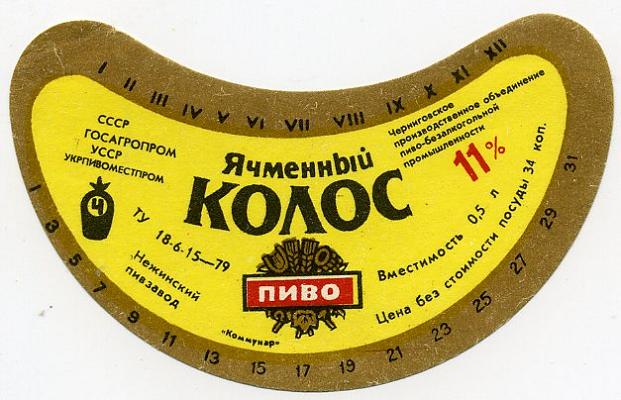 I II III IV V VI VII VIII IX X XI XII
СССР
ГОСАГРОПРОМ
УССР
УКРПИВОМЕСТПРОМ
Ч
ТУ 18-6-15—79
Нежинский
пивзавод
Ячменный
КОЛОС
ПИВО
„Коммунар"
Черниговское
производственное объединение
пиво-безалкогольной
промышленности
11%
Вместимость 0,5 л
Цена без стоимости посуды 34 коп.
1 3 5 7 9 11 13 15 17 19 21 23 25 27 29 31